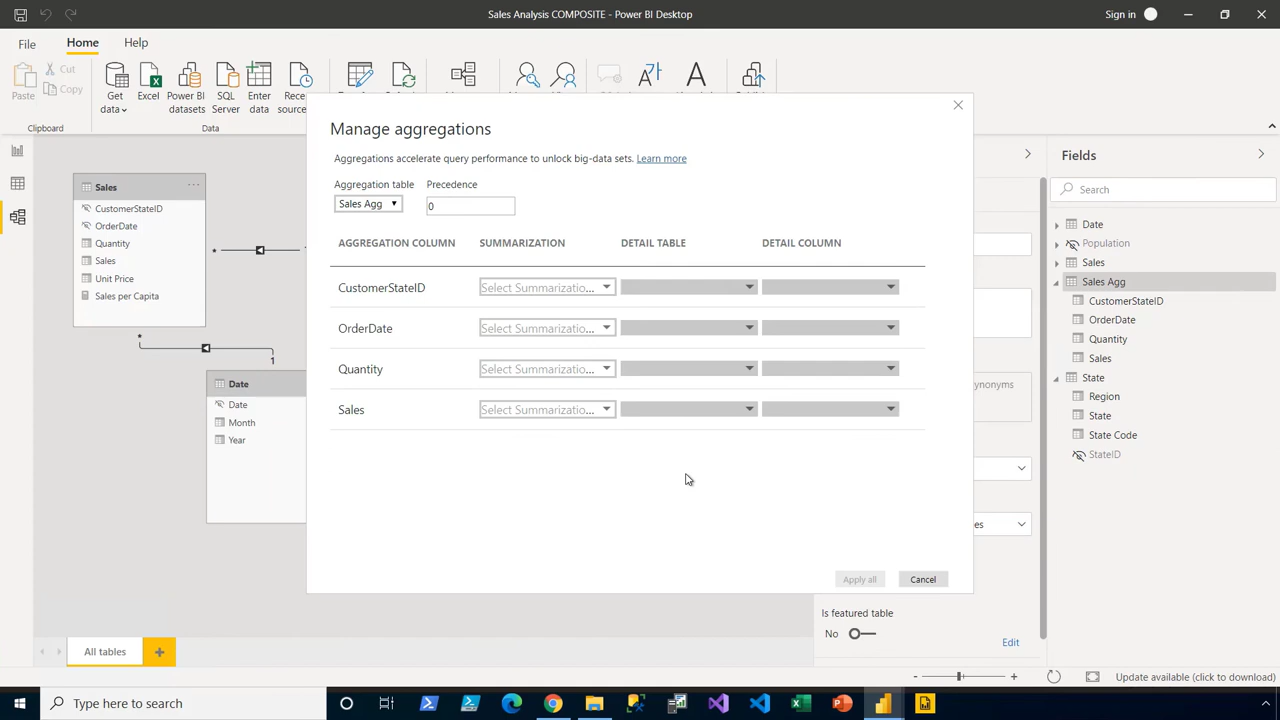 Sales Analysis COMPOSITE - Power BI Desktop
Sign in
File
Home
Help
Paste
Cut
Copy
Get data
Excel
Power BI datasets
SQL Server
Enter data
Rece
sourc
Clipboard
Data
Manage aggregations
Aggregations accelerate query performance to unlock big-data sets. Learn more
Aggregation table
Precedence
Sales Agg
0
AGGREGATION COLUMN
SUMMARIZATION
DETAIL TABLE
DETAIL COLUMN
CustomerStateID
Select Summarizatio...
OrderDate
Select Summarizatio...
Quantity
Select Summarizatio...
Sales
Select Summarizatio...
Apply all
Cancel
Sales
CustomerStateID
OrderDate
Quantity
Sales
Unit Price
Sales per Capita
*
*
1
Date
Date
Month
Year
ynonyms
es
Is featured table
No
Edit
Fields
Search
Date
Population
Sales
Sales Agg
CustomerStateID
OrderDate
Quantity
Sales
State
Region
State
State Code
StateID
All tables
Update available (click to download)
Type here to search